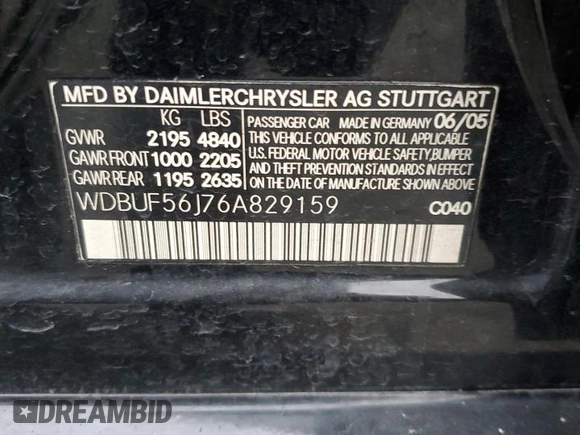 MFD BY DAIMLERCHRYSLER AG STUTTGART
KG LBS
GVWR 2195 4840
GAWR FRONT 1000 2205
GAWR REAR 1195 2635
PASSENGER CAR MADE IN GERMANY 06/05
THIS VEHICLE CONFORMS TO ALL APPLICABLE
U.S. FEDERAL MOTOR VEHICLE SAFETY, BUMPER
AND THEFT PREVENTION STANDARDS IN EFFECT
ON THE DATE OF MANUFACTURE SHOWN ABOVE.
WDBUF56J76A829159
C040
DREAMBID